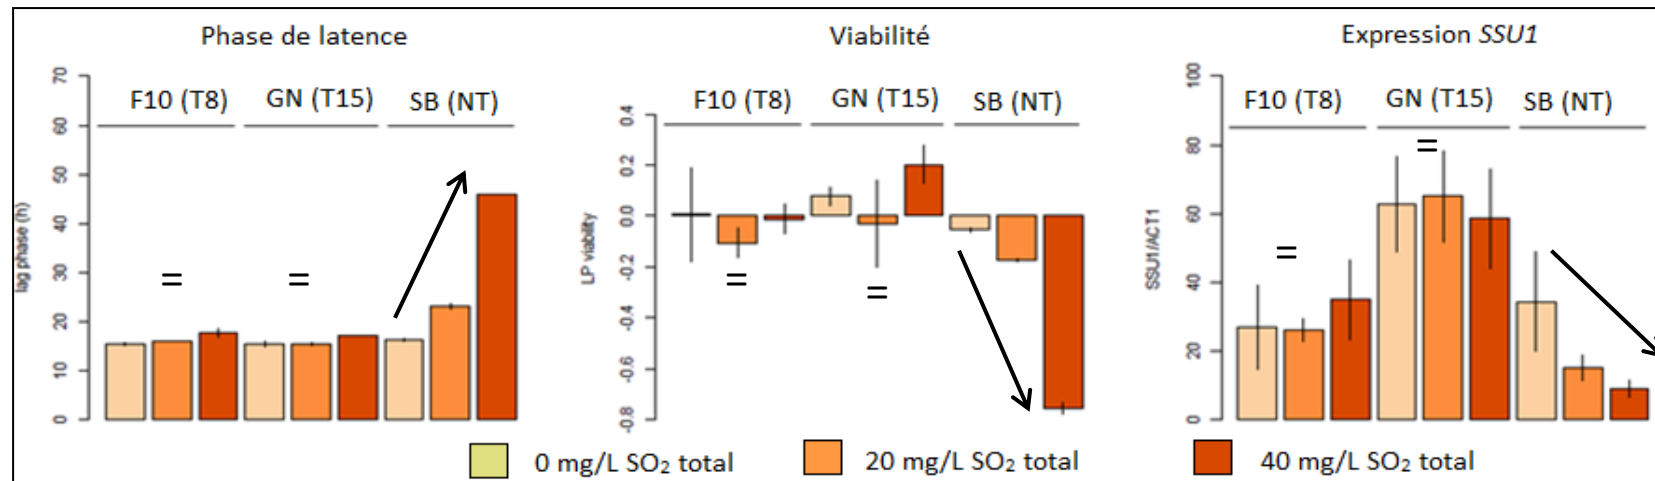 Phase de latence
F10 (T8) GN (T15) SB (NT)
lag phase (h)
70
60
50
40
30
20
10
0
=
=
Viabilité
F10 (T8) GN (T15) SB (NT)
LP viability
0.4
0.2
0.0
-0.2
-0.4
-0.6
-0.8
=
=
Expression SSU1
F10 (T8) GN (T15) SB (NT)
SSU1/ACT1
100
80
60
40
20
0
=
=
0 mg/L SO₂ total
20 mg/L SO₂ total
40 mg/L SO₂ total